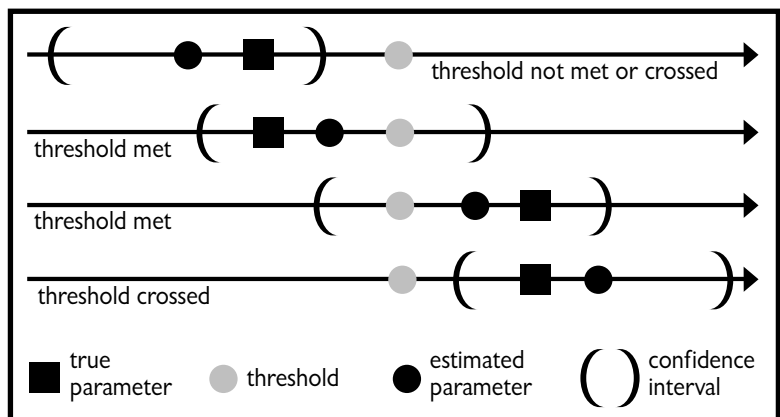 threshold not met or crossed
threshold met
threshold met
threshold crossed
true
parameter
threshold
estimated
parameter
confidence
interval